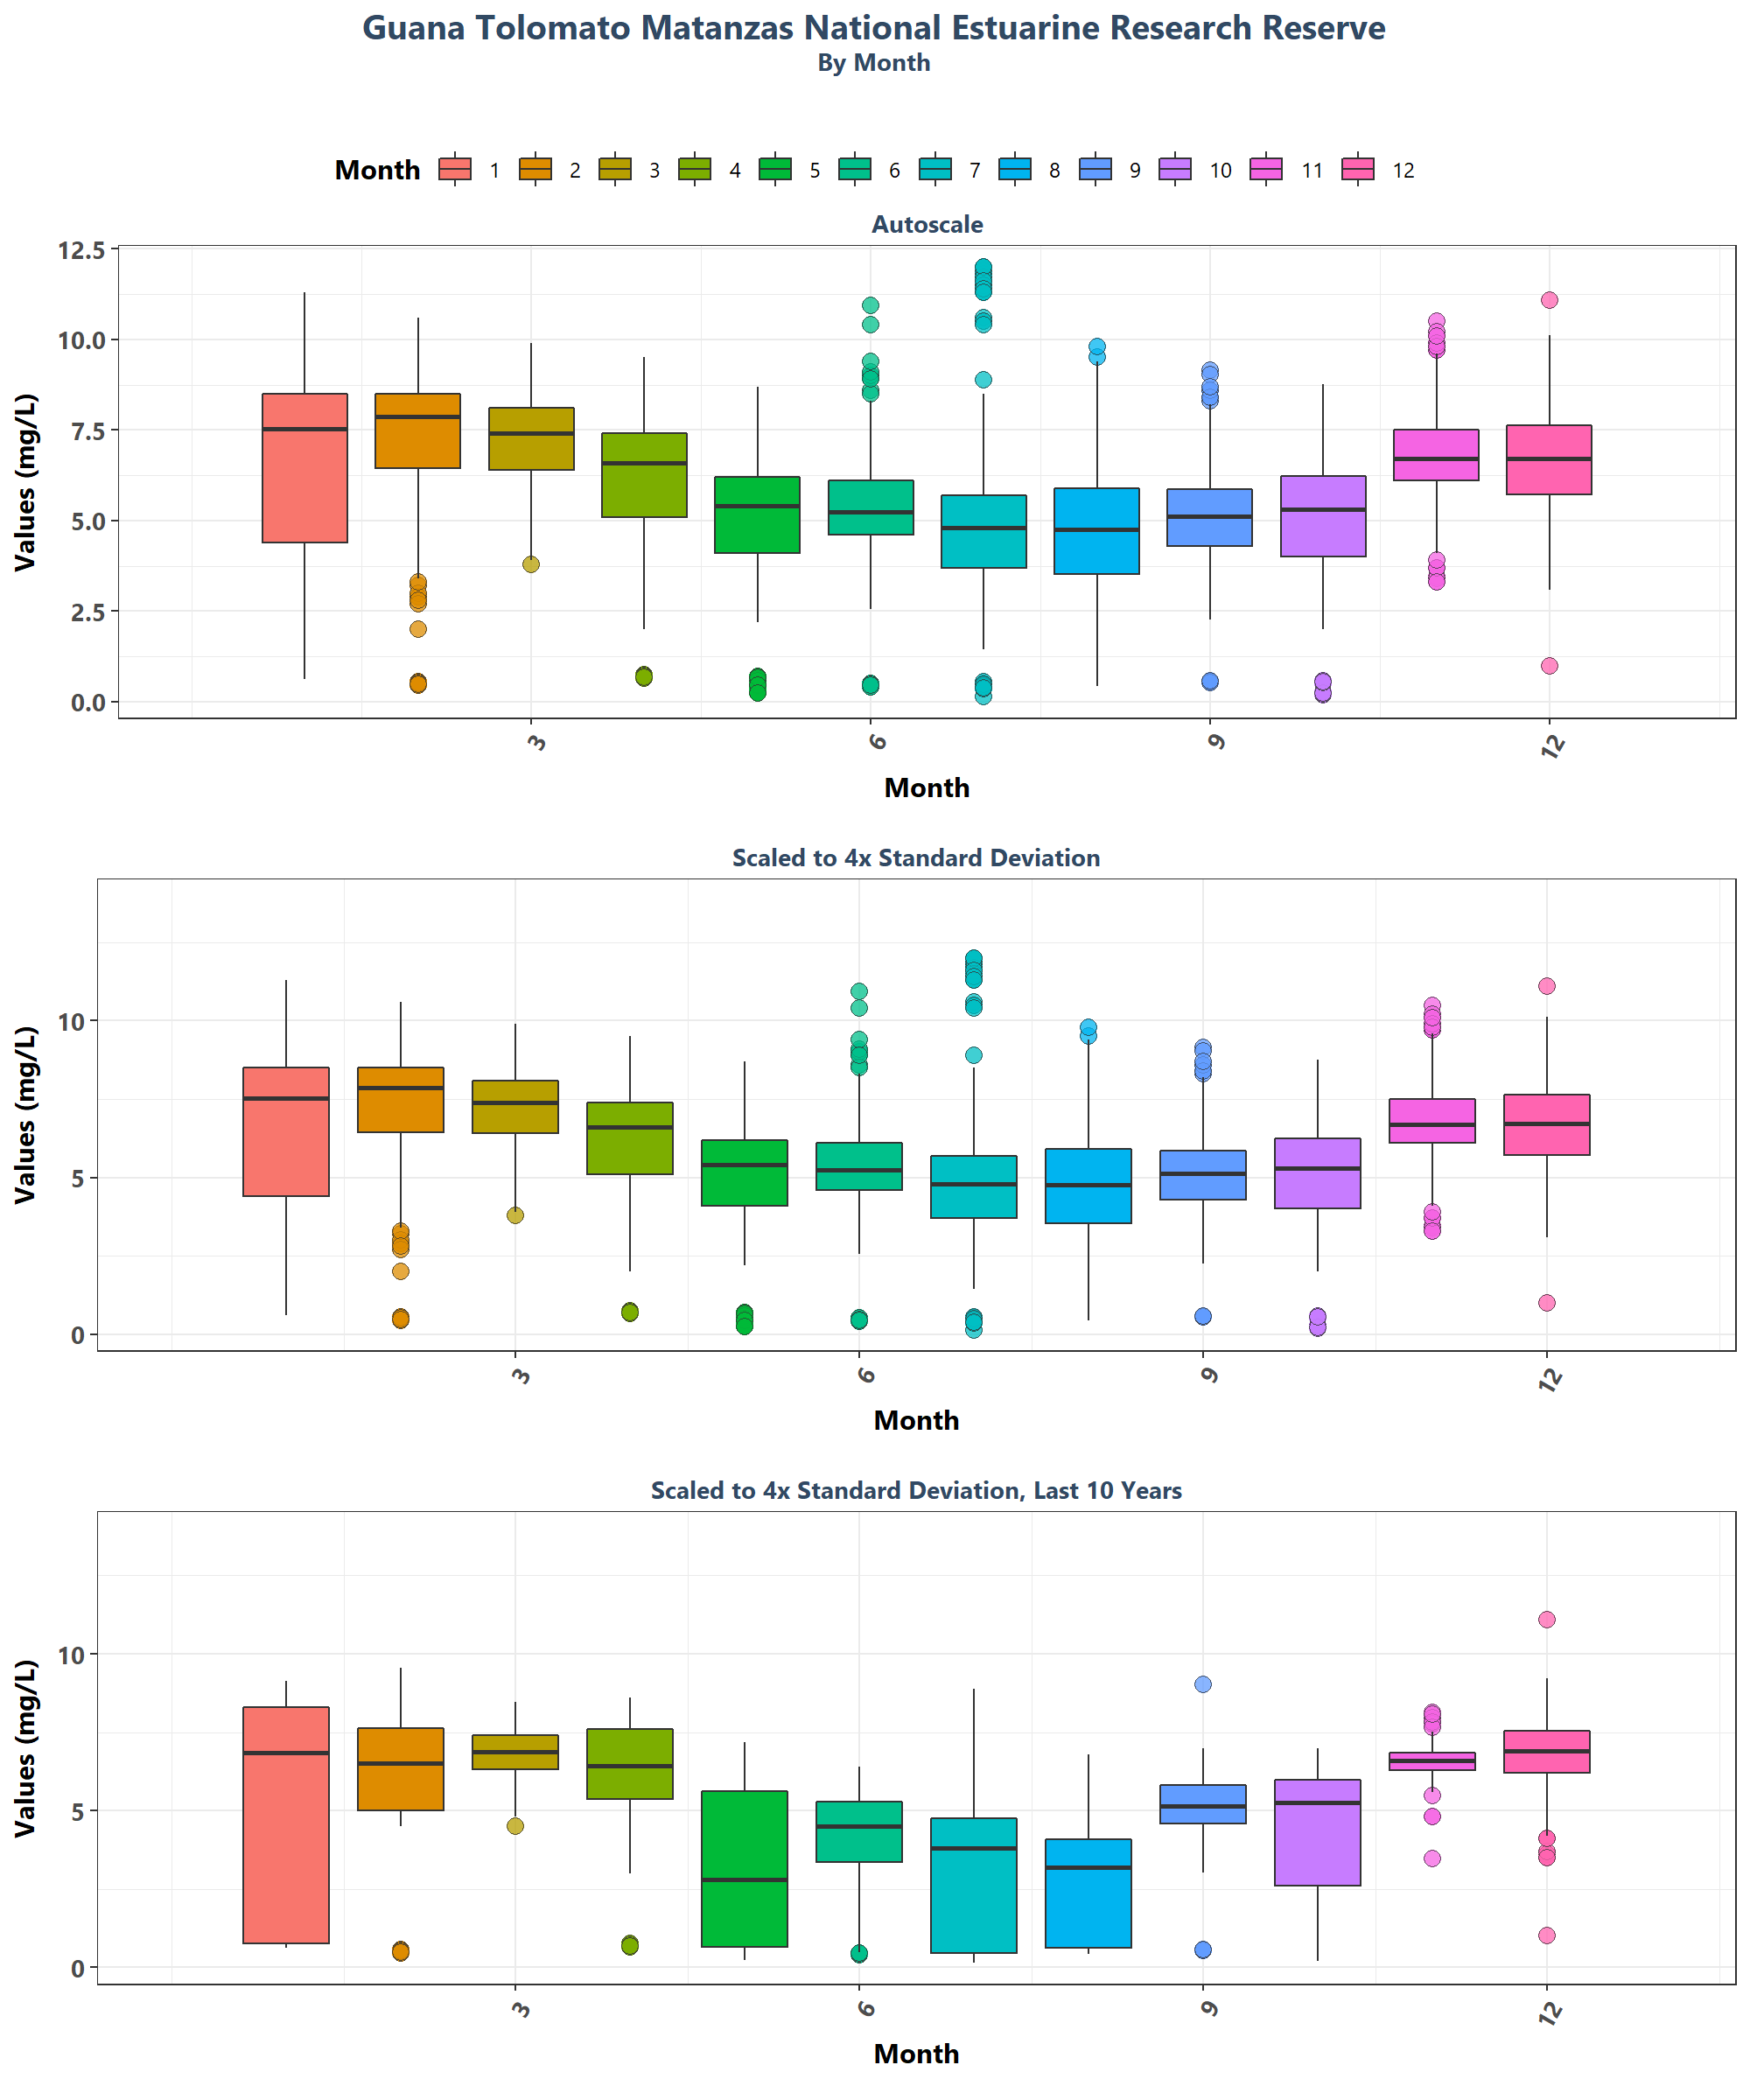 Guana Tolomato Matanzas National Estuarine Research Reserve
By Month
Month 1 2 3 4 5 6 7 8 9 10 11 12
Autoscale
Values (mg/L)
12.5
10.0
7.5
5.0
2.5
0.0
3 6 9 12
Month
Scaled to 4x Standard Deviation
Values (mg/L)
10
5
0
3 6 9 12
Month
Scaled to 4x Standard Deviation, Last 10 Years
Values (mg/L)
10
5
0
3 6 9 12
Month